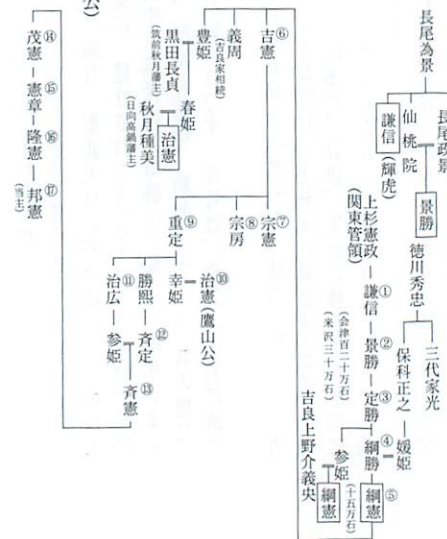 長尾為景
長尾政景
仙桃院
謙信（輝虎）
景勝
徳川秀忠
三代家光
保科正之
媛姫
上杉憲政
（関東管領）
①
謙信
②
景勝
（会津百二十万石）
（米沢三十万石）
③
定勝
④
綱勝
参姫
⑤
綱憲
（十五万石）
綱憲
吉良上野介義央
⑥
吉憲
義周
（吉良家相続）
豊姫
黒田長貞
（筑前秋月藩主）
春姫
秋月種美
（日向高鍋藩主）
治憲
⑦
宗憲
⑧
宗房
⑨
重定
⑩
治憲（鷹山公）
幸姫
⑪
治広
勝熙
⑫
斉定
参姫
⑬
斉憲
⑭
茂憲
⑮
憲章
⑯
隆憲
⑰
邦憲
（当主）
公）